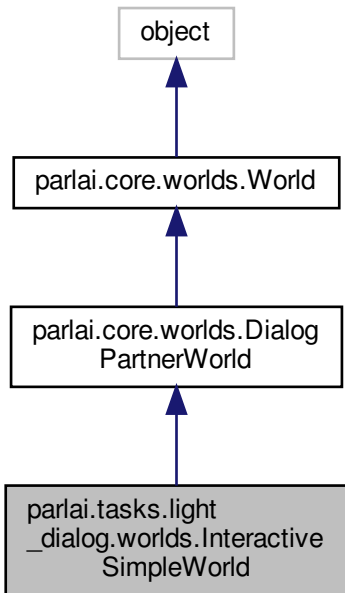 object
parlai.core.worlds.World
parlai.core.worlds.Dialog
PartnerWorld
parlai.tasks.light
_dialog.worlds.Interactive
SimpleWorld